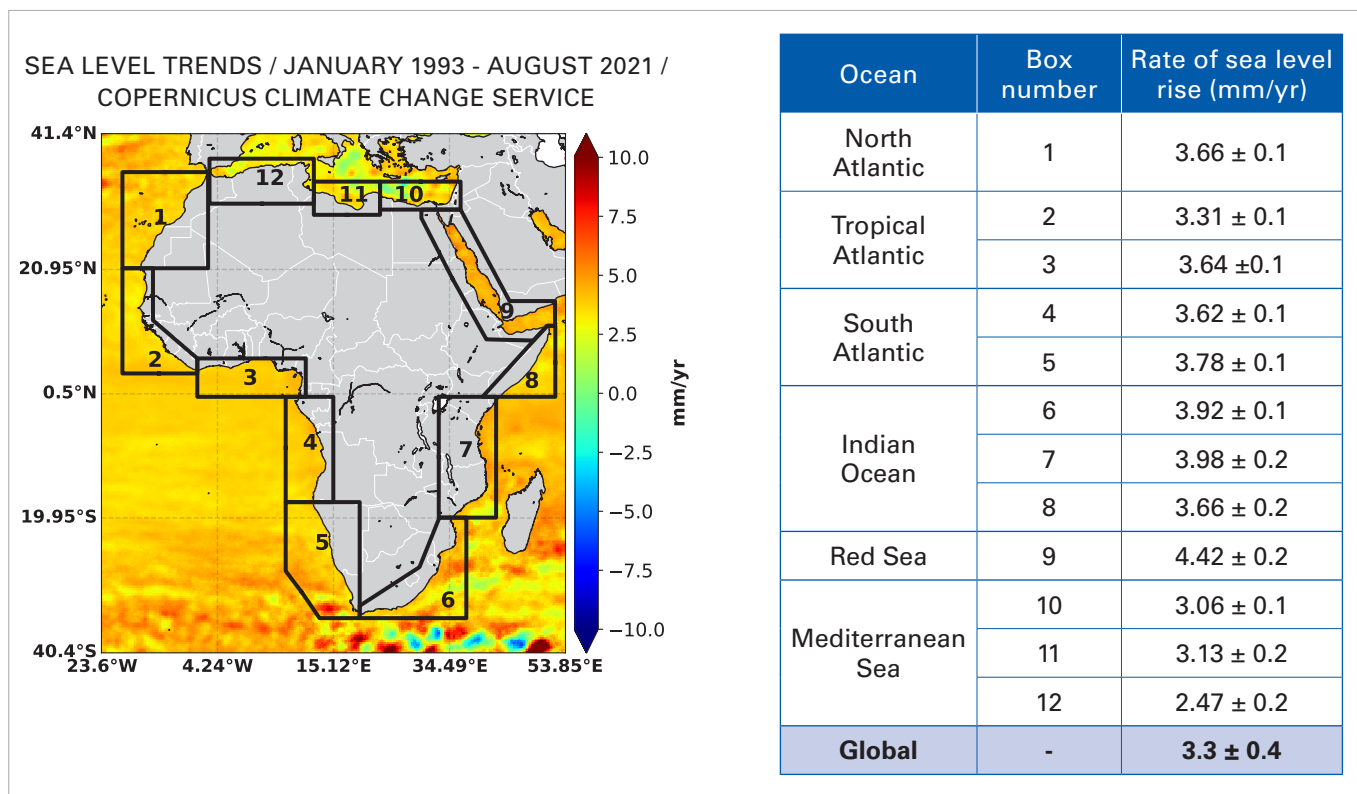 SEA LEVEL TRENDS / JANUARY 1993 - AUGUST 2021 /
COPERNICUS CLIMATE CHANGE SERVICE
41.4°N
20.95°N
0.5°N
19.95°S
40.4°S
23.6°W
4.24°W
15.12°E
34.49°E
53.85°E
1
2
3
4
5
6
7
8
9
10
11
12
10.0
7.5
5.0
2.5
0.0
−2.5
−5.0
−7.5
−10.0
mm/yr
Ocean
Box
number
Rate of sea level
rise (mm/yr)
North
Atlantic
1
3.66 ± 0.1
Tropical
Atlantic
2
3.31 ± 0.1
3
3.64 ±0.1
South
Atlantic
4
3.62 ± 0.1
5
3.78 ± 0.1
Indian
Ocean
6
3.92 ± 0.1
7
3.98 ± 0.2
8
3.66 ± 0.2
Red Sea
9
4.42 ± 0.2
Mediterranean
Sea
10
3.06 ± 0.1
11
3.13 ± 0.2
12
2.47 ± 0.2
Global
-
3.3 ± 0.4